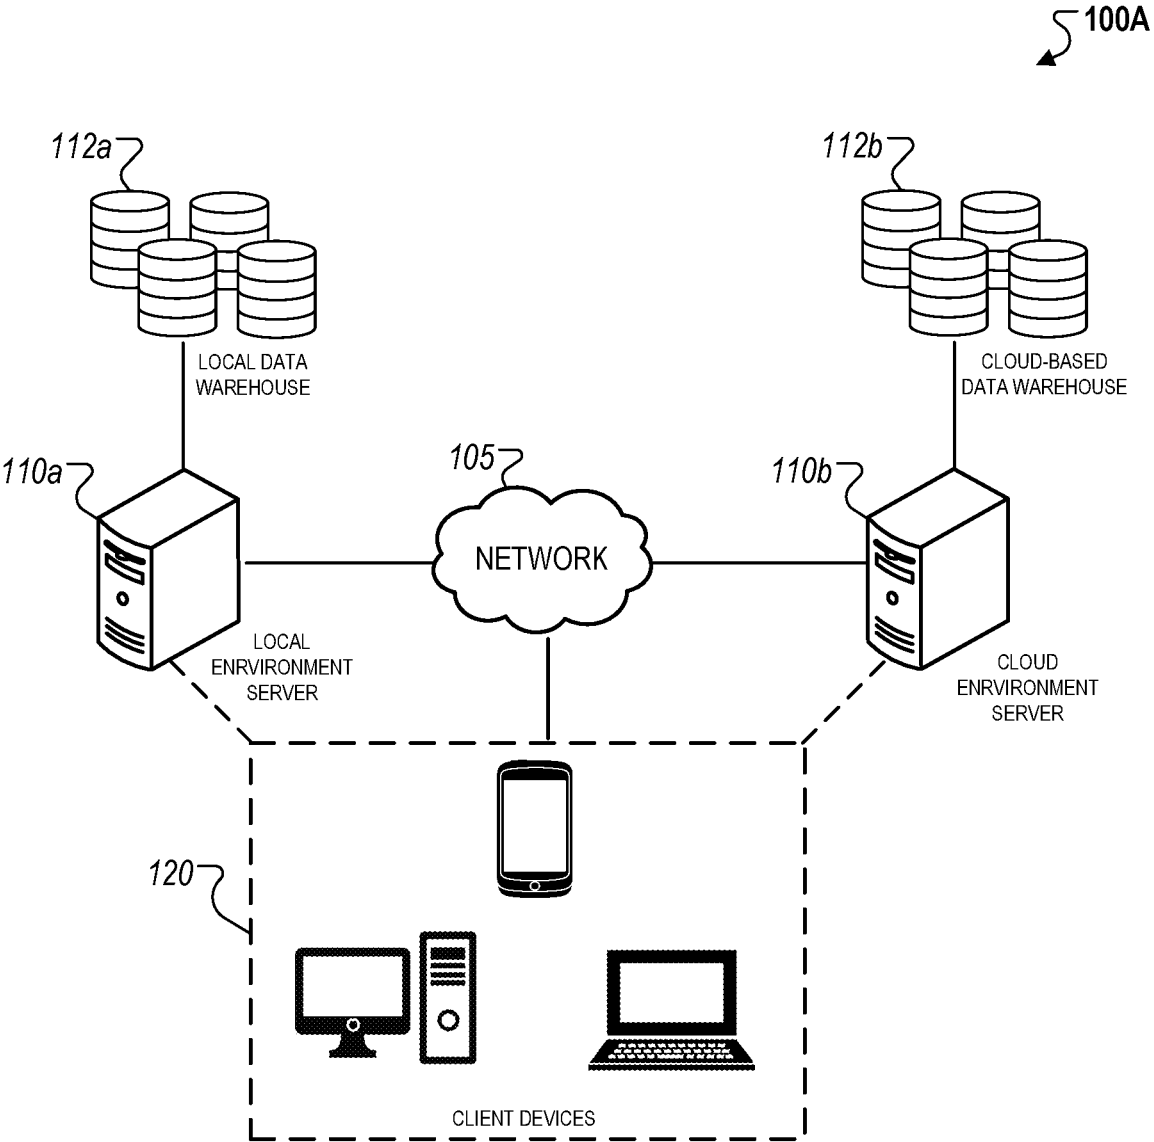 100A
112a
112b
LOCAL DATA
WAREHOUSE
CLOUD-BASED
DATA WAREHOUSE
110a
105
110b
NETWORK
LOCAL
ENRVIRONMENT
SERVER
CLOUD
ENRVIRONMENT
SERVER
120
CLIENT DEVICES